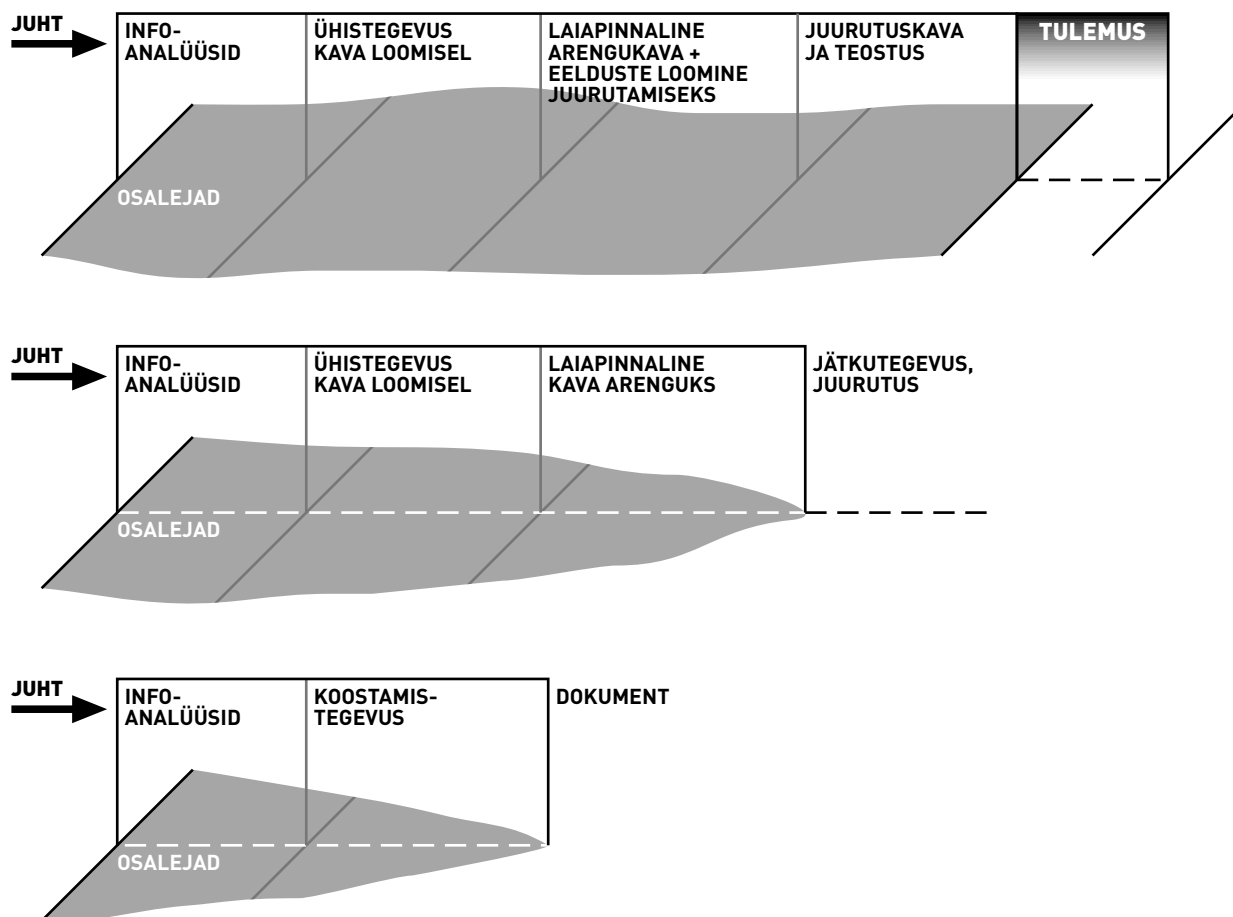 JUHT
INFO-
ANALÜÜSID
ÜHISTEGEVUS
KAVA LOOMISEL
LAIAPINNALINE
ARENGUKAVA +
EELDUSTE LOOMINE
JUURUTAMISEKS
JUURUTUSKAVA
JA TEOSTUS
TULEMUS
OSALEJAD
JUHT
INFO-
ANALÜÜSID
ÜHISTEGEVUS
KAVA LOOMISEL
LAIAPINNALINE
KAVA ARENGUKS
JÄTKUTEGEVUS,
JUURUTUS
OSALEJAD
JUHT
INFO-
ANALÜÜSID
KOOSTAMIS-
TEGEVUS
DOKUMENT
OSALEJAD